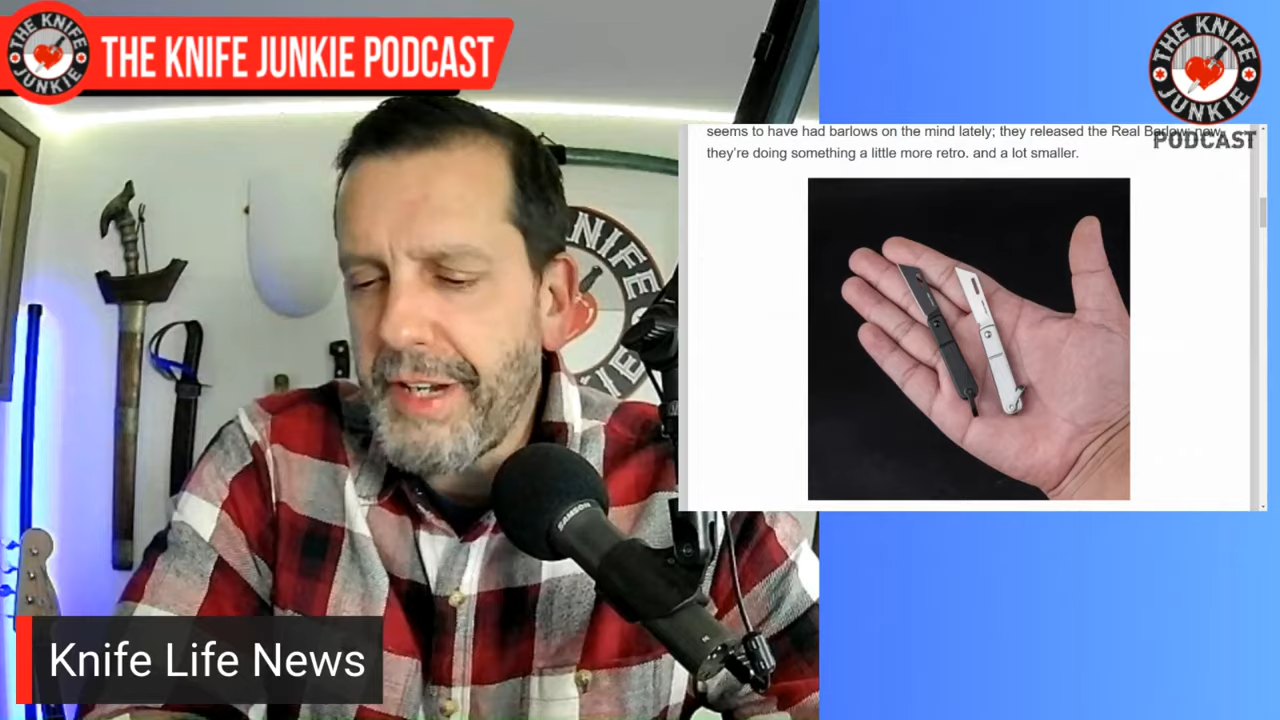 THE KNIFE JUNKIE
THE KNIFE JUNKIE PODCAST
THE KNIFE
JUNKIE
PODCAST
seems to have had barlows on the mind lately; they released the Real Barlow; now,
they're doing something a little more retro. and a lot smaller.
KNIFE
SAMSON
Knife Life News